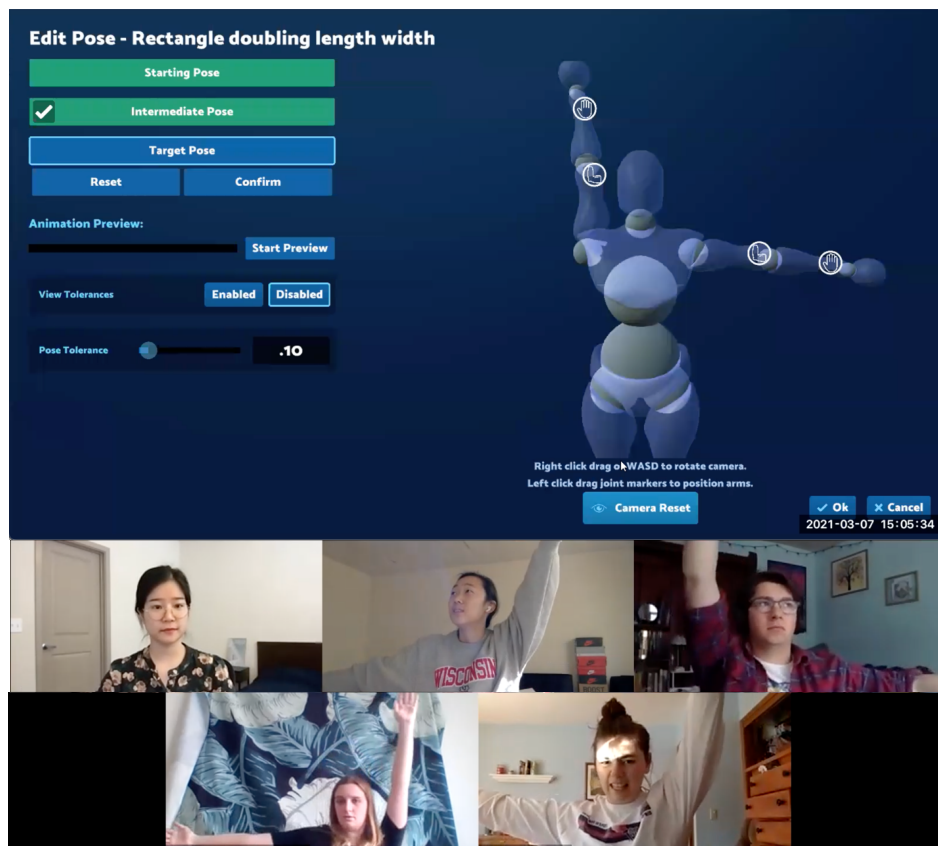 Edit Pose - Rectangle doubling length width
Starting Pose
Intermediate Pose
Target Pose
Reset Confirm
Animation Preview:
Start Preview
View Tolerances Enabled Disabled
Pose Tolerance .10
Right click drag or WASD to rotate camera.
Left click drag joint markers to position arms.
Camera Reset
Ok Cancel
2021-03-07 15:05:34
WISCONSIN